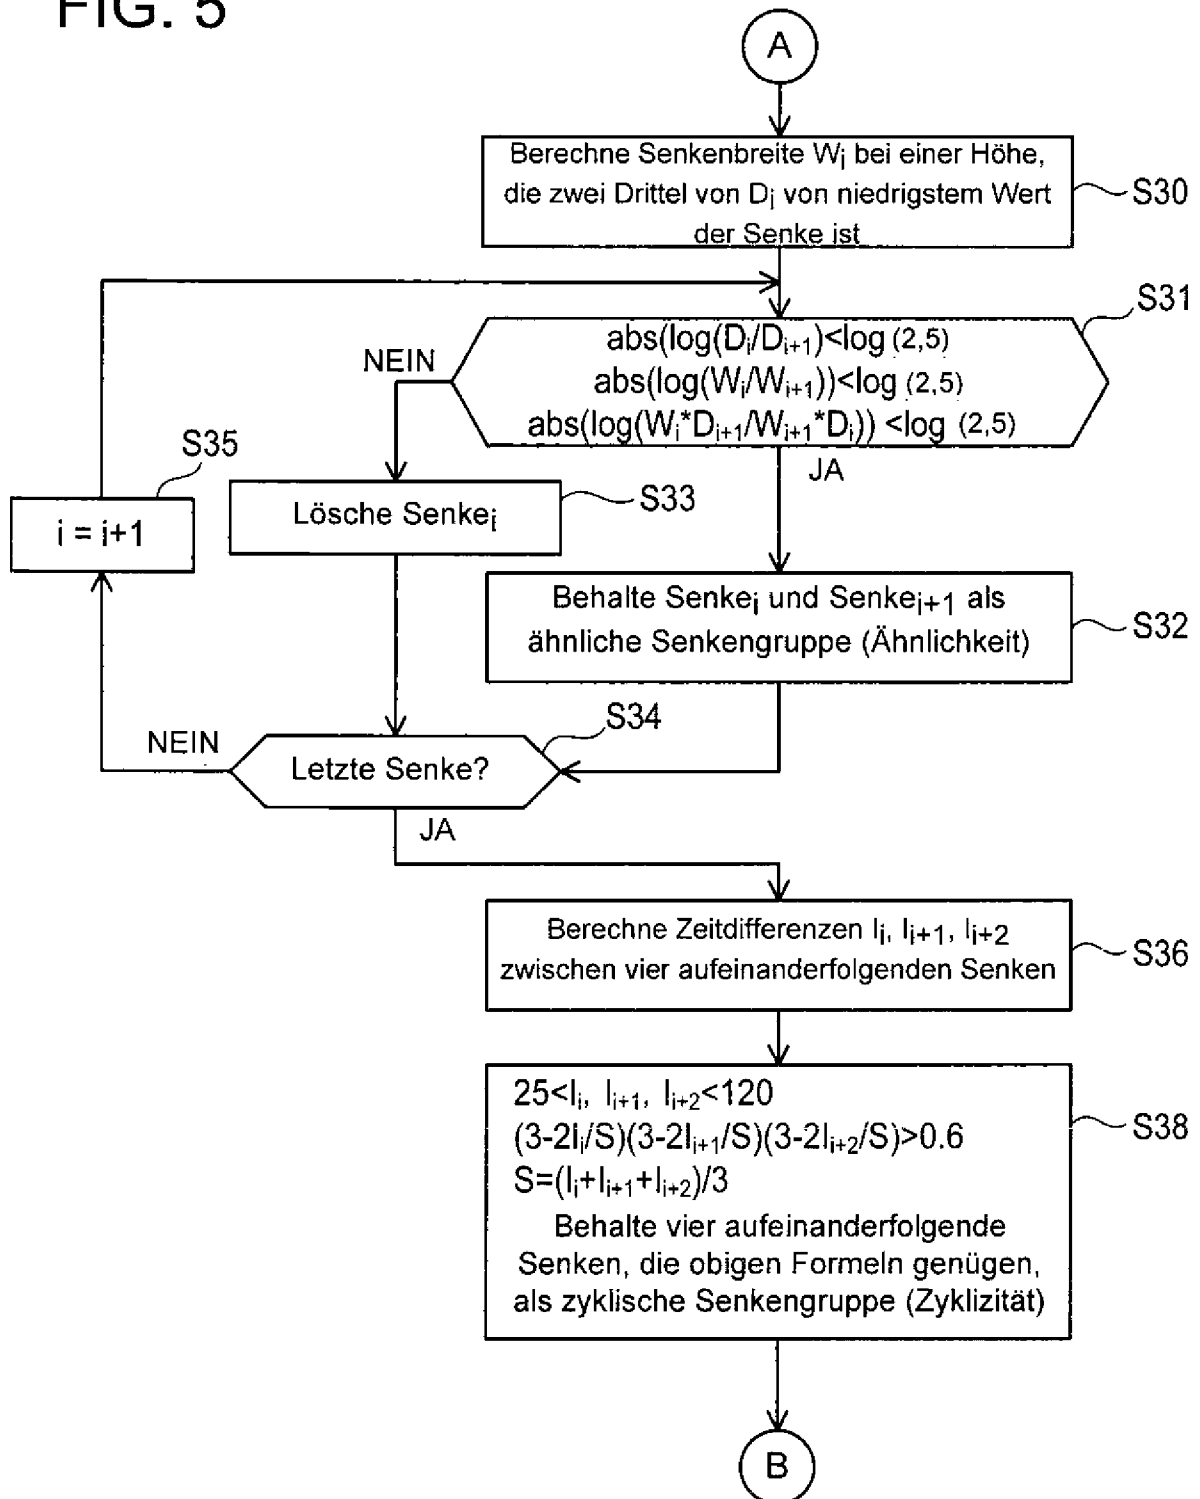 FIG. 5
A
Berechne Senkenbreite Wi bei einer Höhe,
die zwei Drittel von Di von niedrigstem Wert
der Senke ist
S30
S31
abs(log(Di/Di+1)<log (2,5)
abs(log(Wi/Wi+1))<log (2,5)
abs(log(Wi*Di+1/Wi+1*Di)) <log (2,5)
NEIN
JA
S35
i = i+1
Lösche Senkei
S33
Behalte Senkei und Senkei+1 als
ähnliche Senkengruppe (Ähnlichkeit)
S32
S34
NEIN
Letzte Senke?
JA
Berechne Zeitdifferenzen Ii, Ii+1, Ii+2
zwischen vier aufeinanderfolgenden Senken
S36
25<Ii, Ii+1, Ii+2<120
(3-2Ii/S)(3-2Ii+1/S)(3-2Ii+2/S)>0.6
S=(Ii+Ii+1+Ii+2)/3
Behalte vier aufeinanderfolgende
Senken, die obigen Formeln genügen,
als zyklische Senkengruppe (Zyklizität)
S38
B